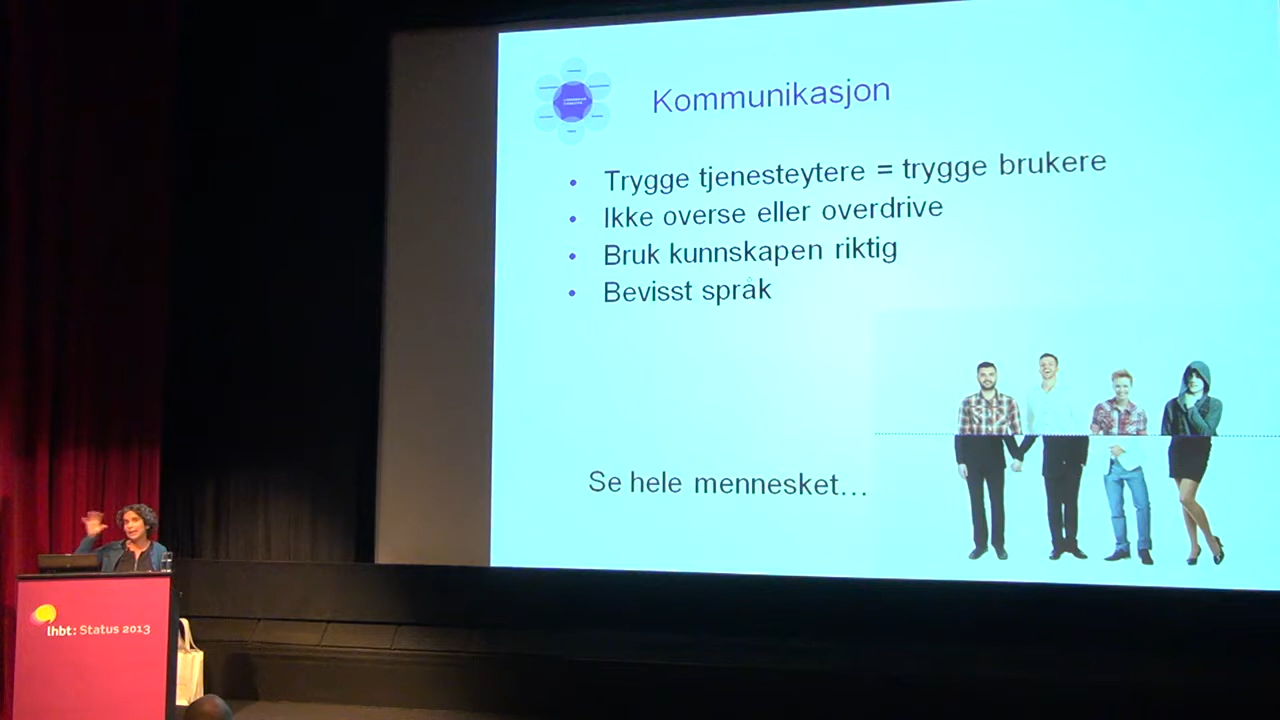 Kommunikasjon
• Trygge tjenesteytere = trygge brukere
• Ikke overse eller overdrive
• Bruk kunnskapen riktig
• Bevisst språk
Se hele mennesket...
lhbt: Status 2013